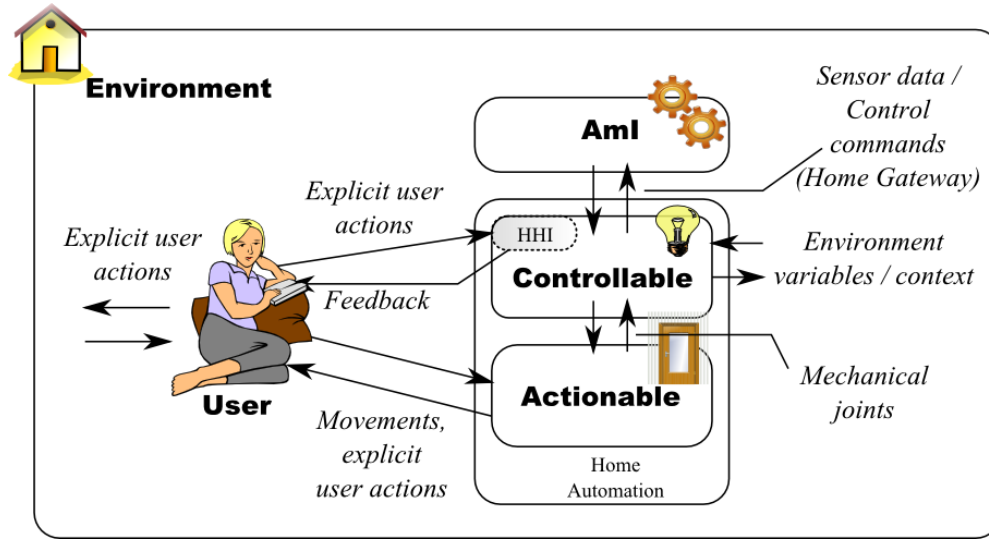 Environment
AmI
Sensor data /
Control
commands
(Home Gateway)
Explicit user
actions
Explicit user
actions
HHI
Controllable
Environment
variables / context
Feedback
User
Actionable
Mechanical
joints
Movements,
explicit
user actions
Home
Automation